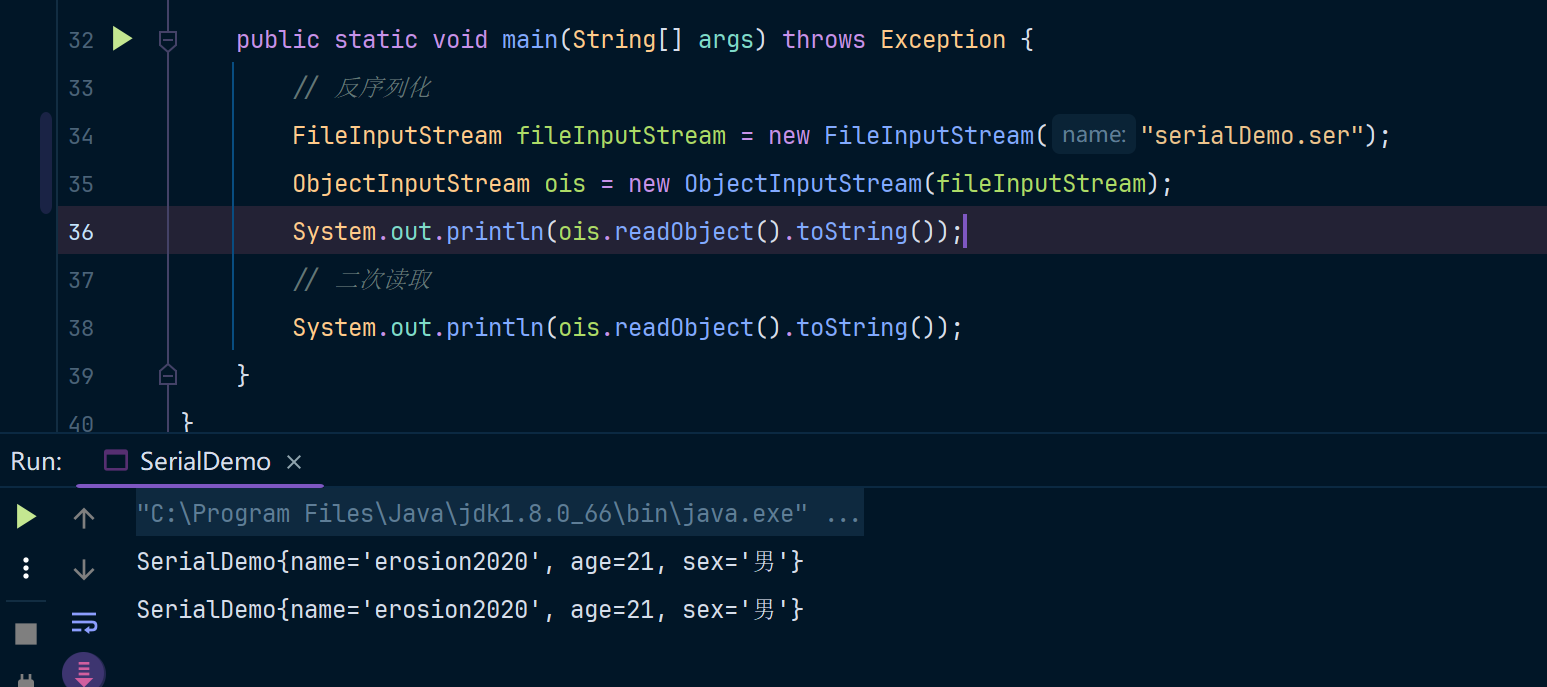 32 public static void main(String[] args) throws Exception {
33 // 反序列化
34 FileInputStream fileInputStream = new FileInputStream( name: "serialDemo.ser");
35 ObjectInputStream ois = new ObjectInputStream(fileInputStream);
36 System.out.println(ois.readObject().toString());
37 // 二次读取
38 System.out.println(ois.readObject().toString());
39 }
40 }
Run: SerialDemo ×
"C:\Program Files\Java\jdk1.8.0_66\bin\java.exe" ...
SerialDemo{name='erosion2020', age=21, sex='男'}
SerialDemo{name='erosion2020', age=21, sex='男'}